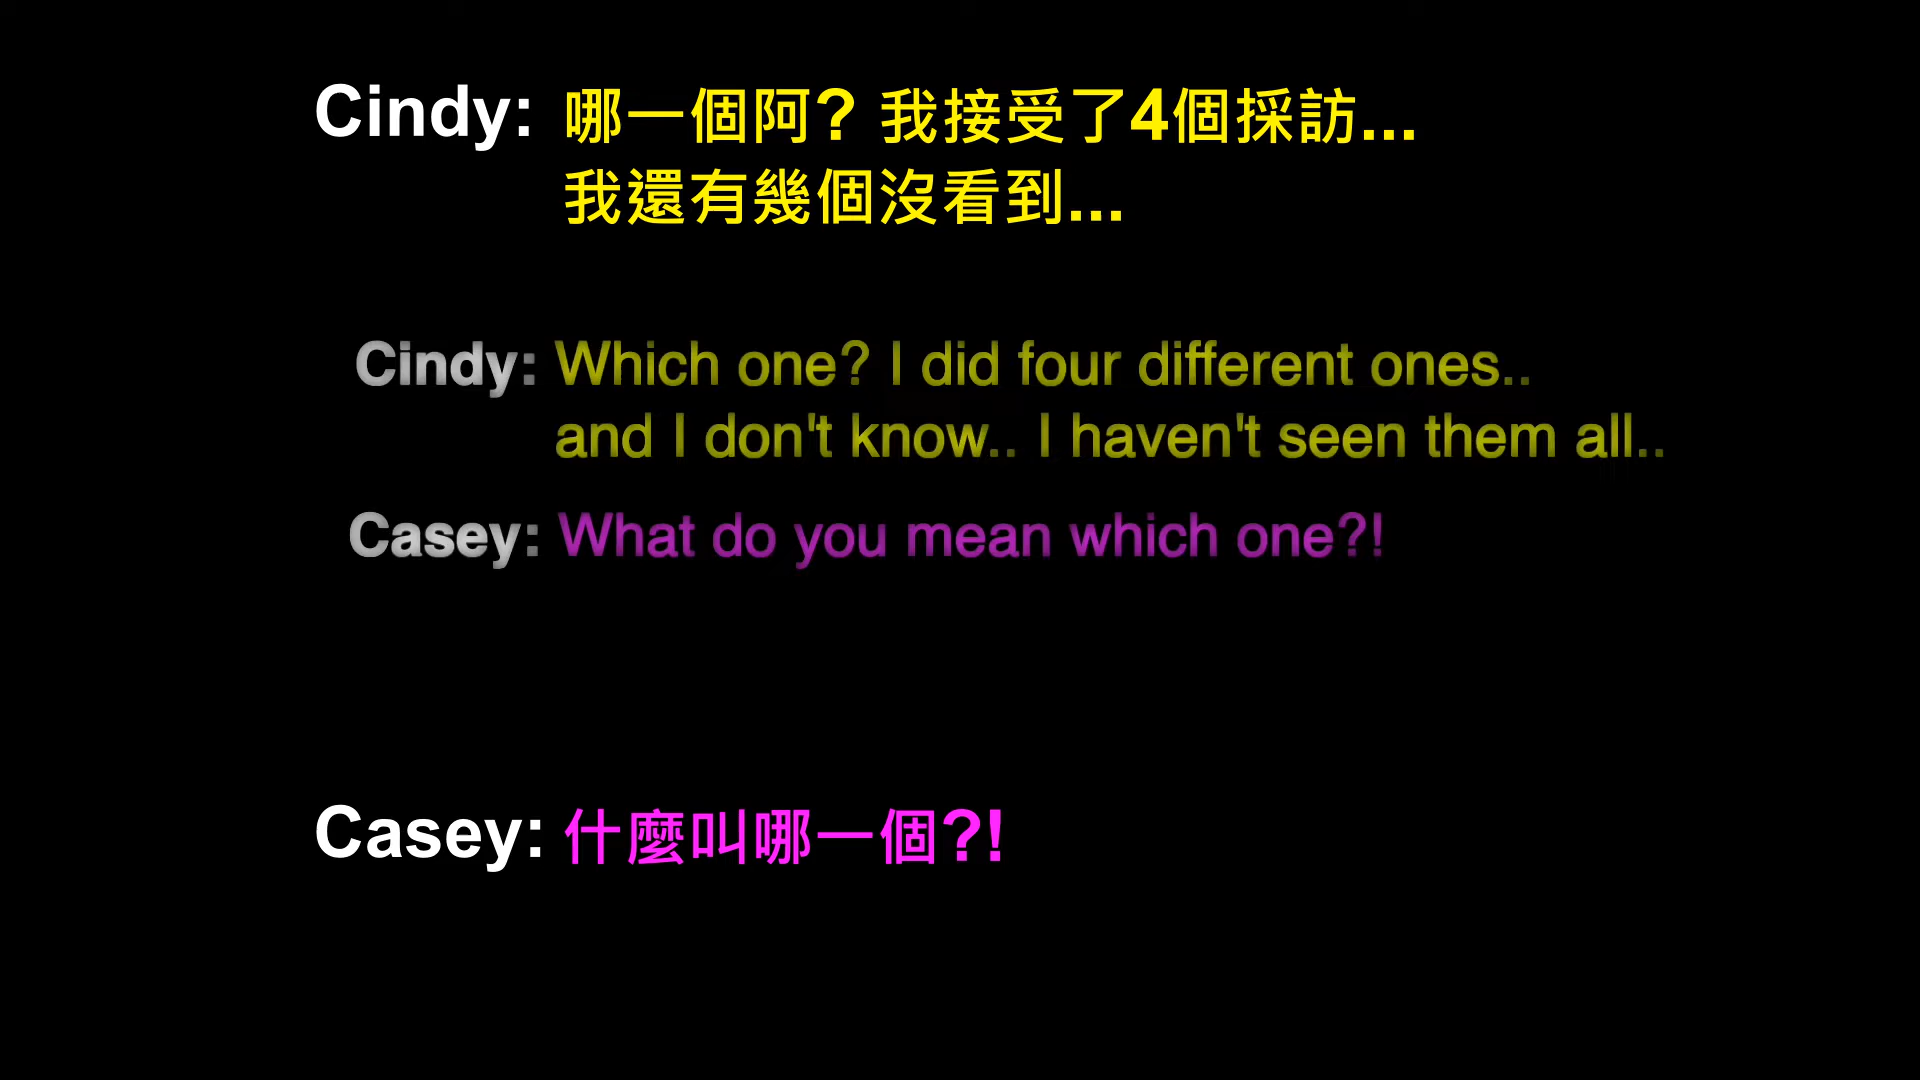 Cindy: 哪一個阿? 我接受了4個採訪...
我還有幾個沒看到...
Cindy: Which one? I did four different ones..
and I don't know.. I haven't seen them all..
Casey: What do you mean which one?!
Casey: 什麼叫哪一個?!